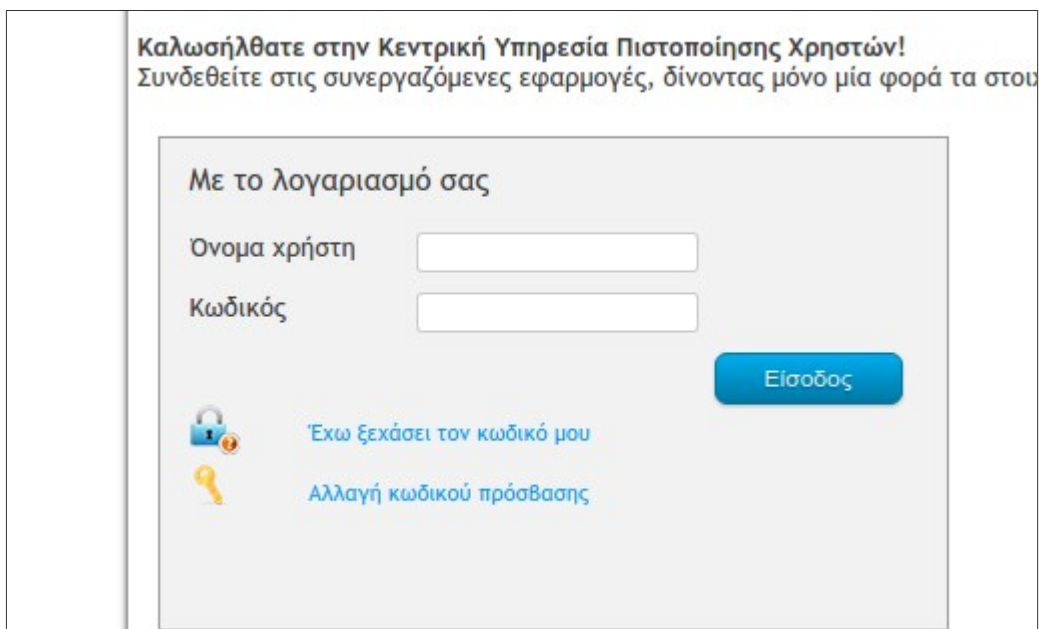 Καλωσήλθατε στην Κεντρική Υπηρεσία Πιστοποίησης Χρηστών!
Συνδεθείτε στις συνεργαζόμενες εφαρμογές, δίνοντας μόνο μία φορά τα
Με το λογαριασμό σας
Όνομα χρήστη
Κωδικός
Είσοδος
Έχω ξεχάσει τον κωδικό μου
Αλλαγή κωδικού πρόσβασης